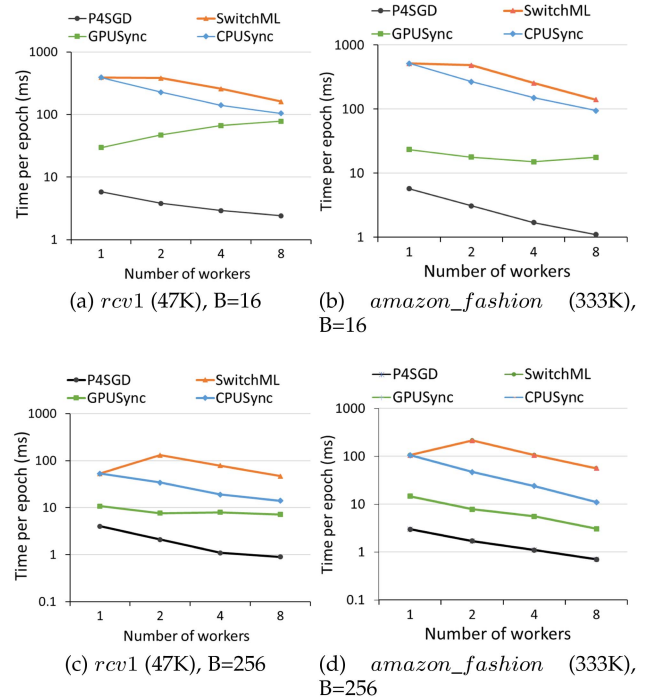 P4SGD SwitchML
GPUSync CPUSync
Time per epoch (ms)
1000
100
10
1
1 2 4 8
Number of workers
(a) rcv1 (47K), B=16
P4SGD SwitchML
GPUSync CPUSync
Time per epoch (ms)
1000
100
10
1
1 2 4 8
Number of workers
(b) amazon_fashion (333K),
B=16
P4SGD SwitchML
GPUSync CPUSync
Time per epoch (ms)
1000
100
10
1
0.1
1 2 4 8
Number of workers
(c) rcv1 (47K), B=256
P4SGD SwitchML
GPUSync CPUSync
Time per epoch (ms)
1000
100
10
1
0.1
1 2 4 8
Number of workers
(d) amazon_fashion (333K),
B=256